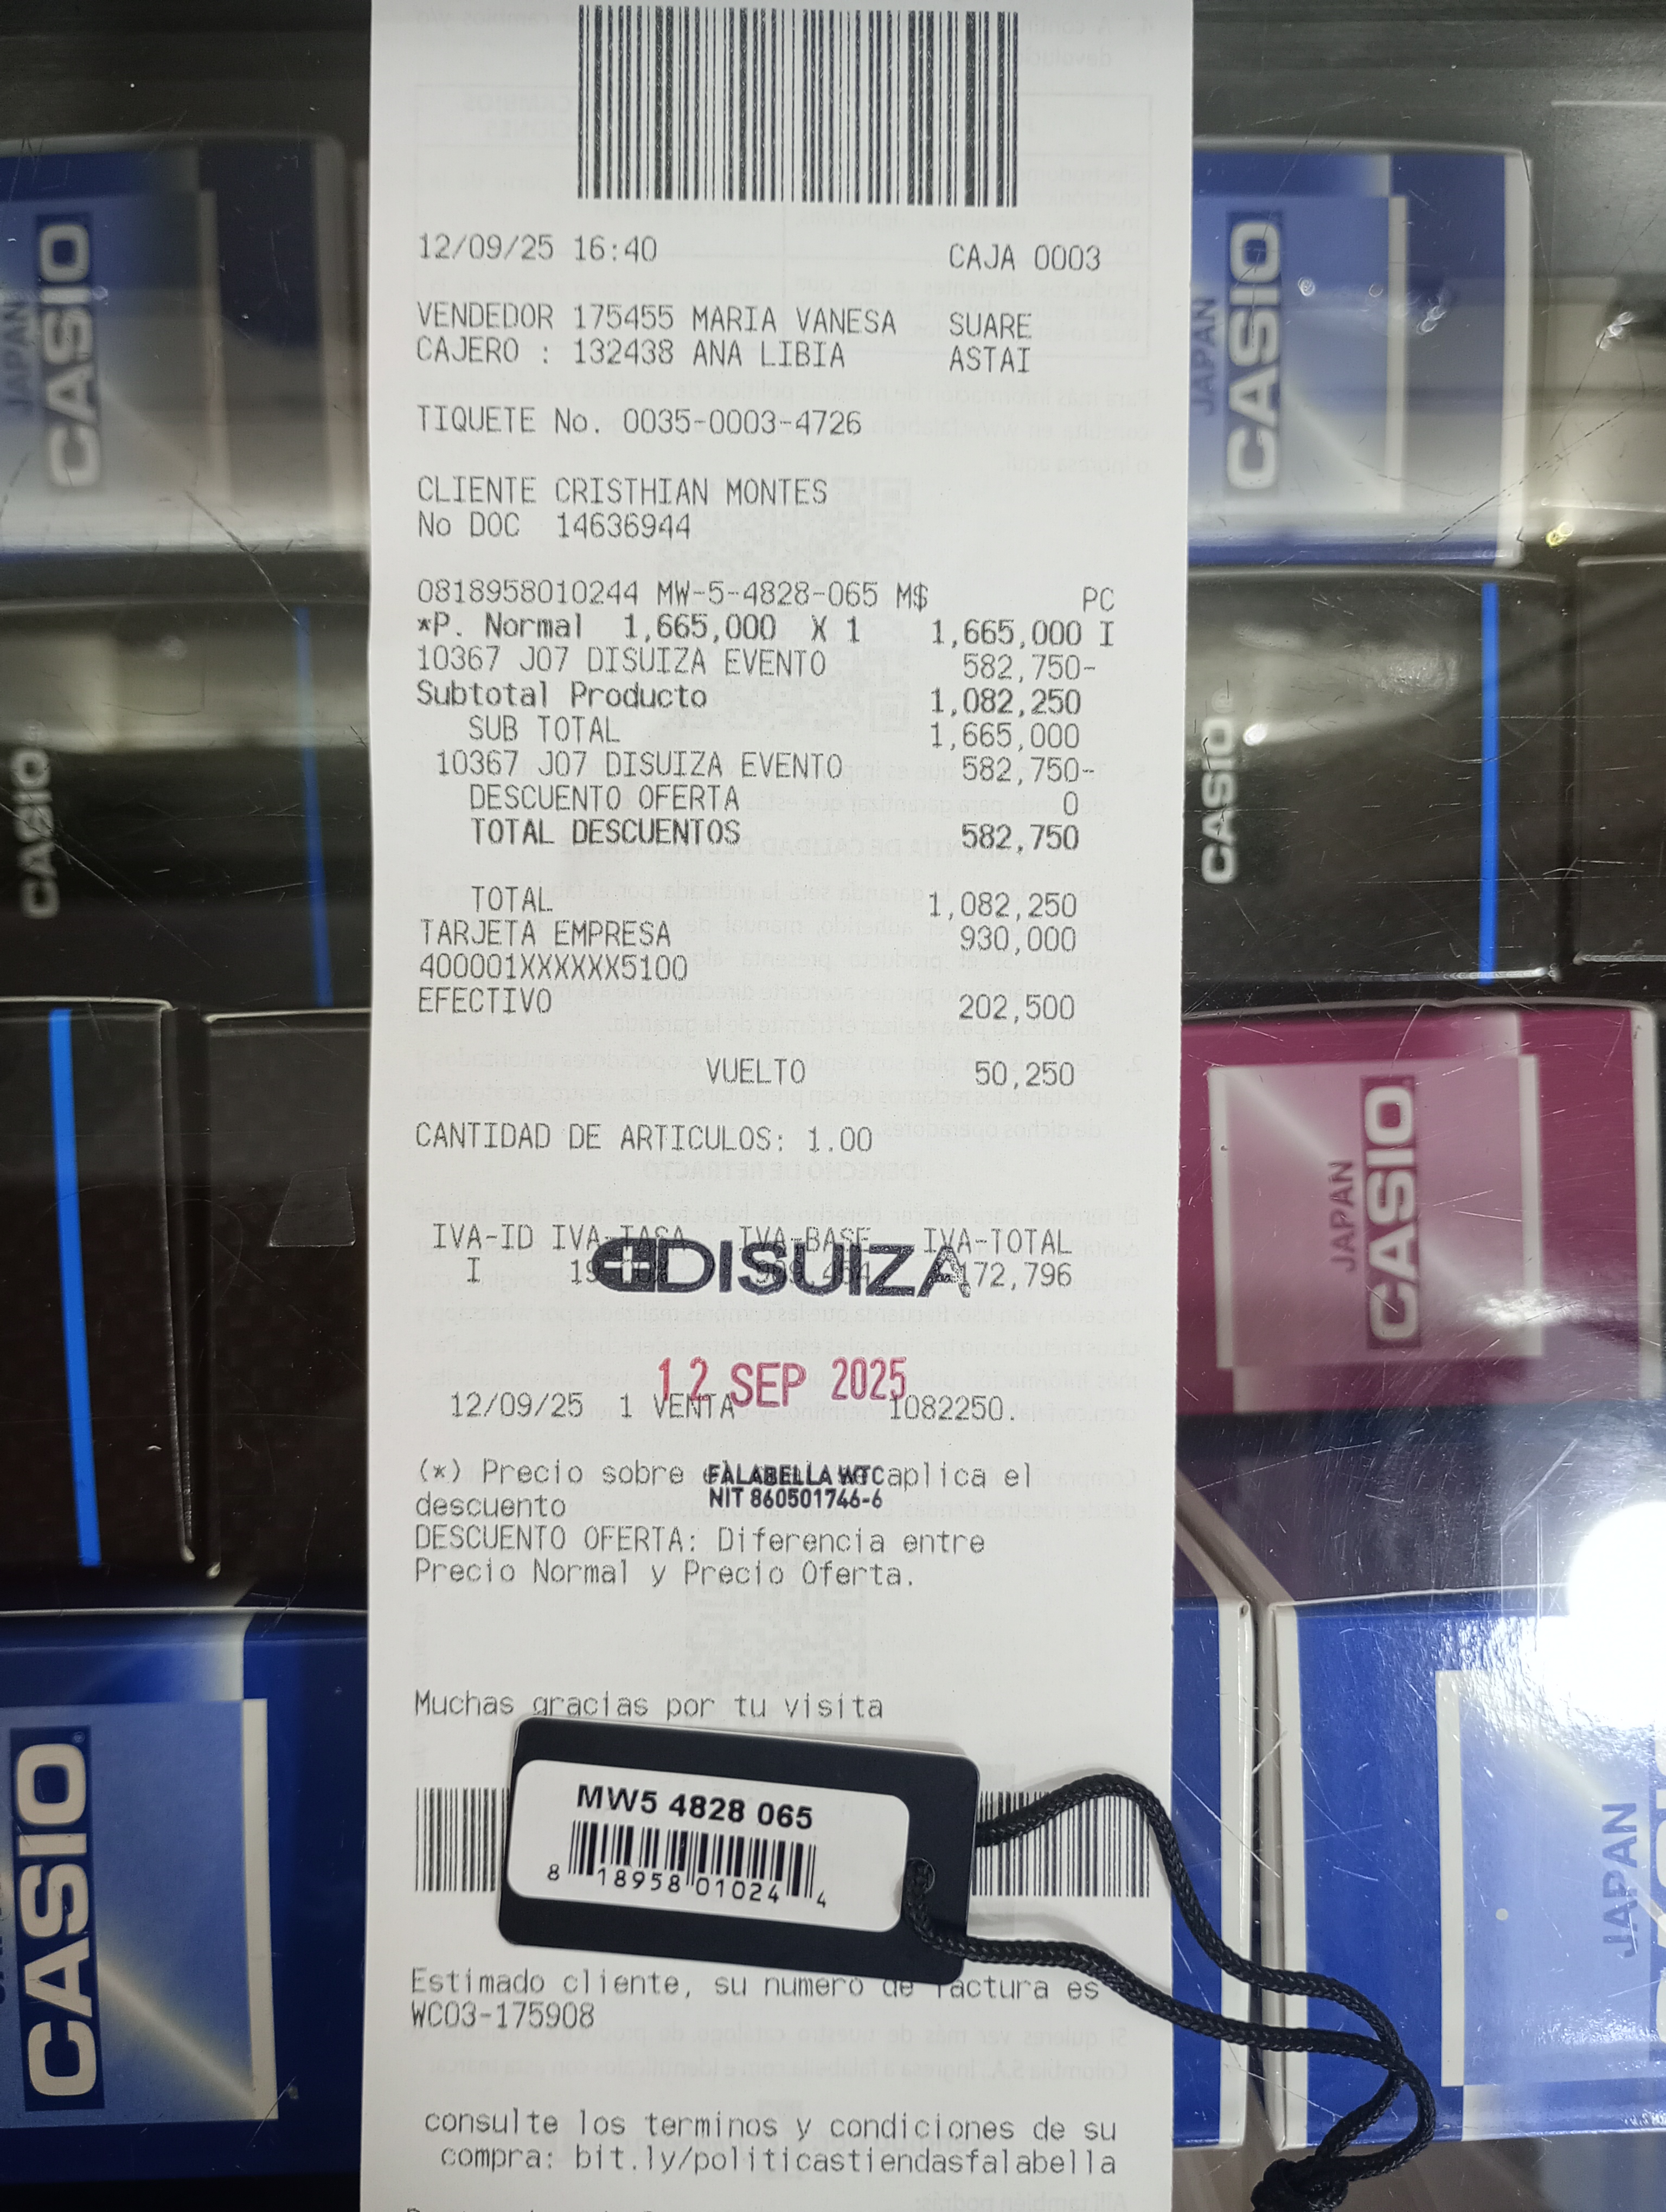 12/09/25 16:40 CAJA 0003
VENDEDOR 175455 MARIA VANESA SUARE
CAJERO : 132438 ANA LIBIA ASTAI
TIQUETE No. 0035-0003-4726
CLIENTE CRISTHIAN MONTES
No DOC 14636944
0818958010244 MW-5-4828-065 M$ PC
*P. Normal 1,665,000 X 1 1,665,000 I
10367 J07 DISUIZA EVENTO 582,750-
Subtotal Producto 1,082,250
SUB TOTAL 1,665,000
10367 J07 DISUIZA EVENTO 582,750-
DESCUENTO OFERTA 0
TOTAL DESCUENTOS 582,750
TOTAL 1,082,250
TARJETA EMPRESA 930,000
400001XXXXXX5100
EFECTIVO 202,500
VUELTO 50,250
CANTIDAD DE ARTICULOS: 1.00
IVA-ID IVA-TASA IVA-BASE IVA-TOTAL
I 172,796
DISUIZA
12 SEP 2025
12/09/25 1 VENTA 1082250.
(*) Precio sobre el aplica el
FALABELLA WTC
NIT 860501746-6
descuento
DESCUENTO OFERTA: Diferencia entre
Precio Normal y Precio Oferta.
Muchas gracias por tu visita
MW5 4828 065
8 18958 01024 4
Estimado cliente, su numero de factura es
WC03-175908
consulte los terminos y condiciones de su
compra: bit.ly/politicastiendasfalabella
JAPAN
CASIO
JAPAN
CASIO
CASIO
CASIO
JAPAN
CASIO
CASIO
JAPAN